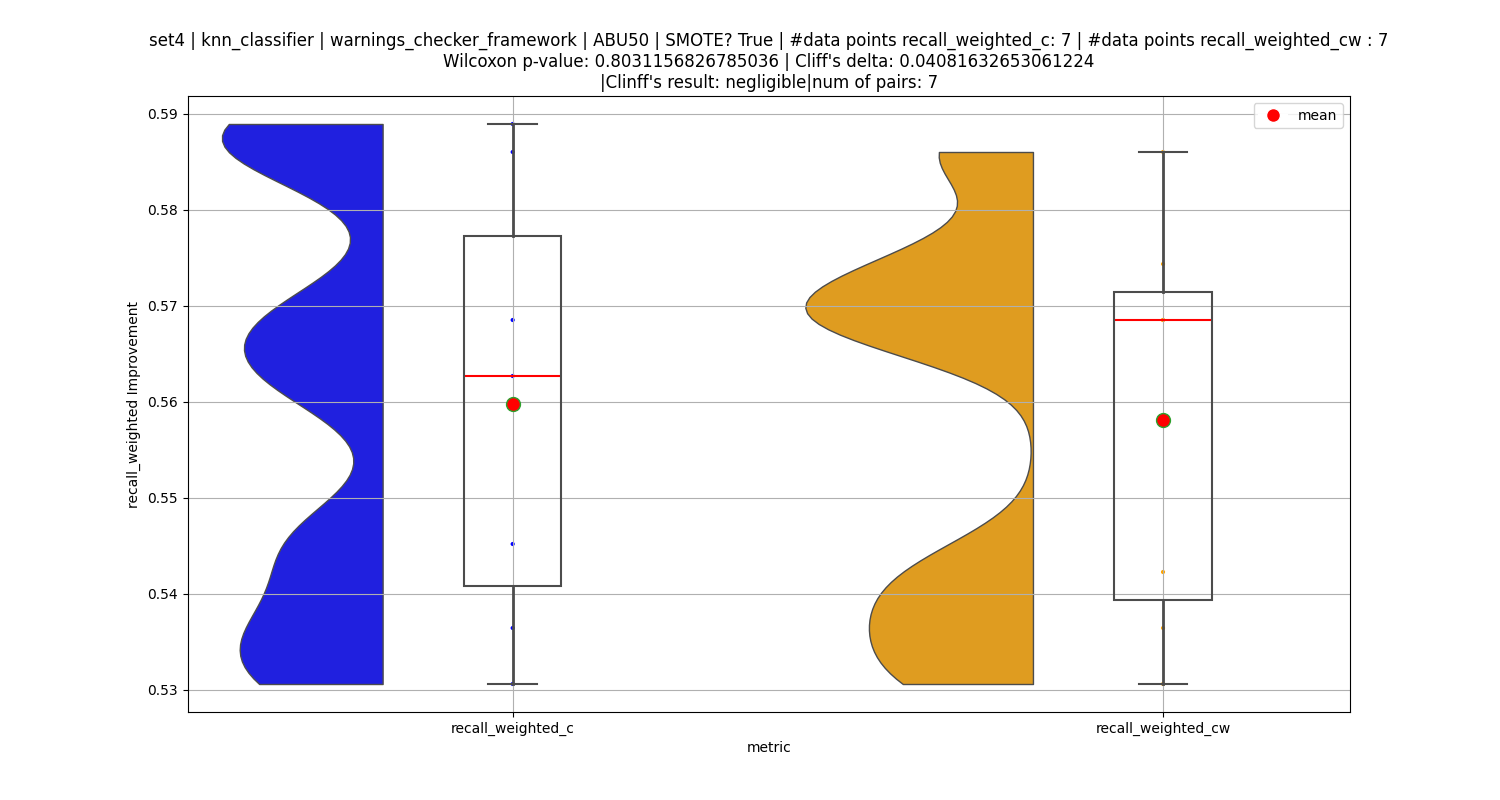 set4 | knn_classifier | warnings_checker_framework | ABU50 | SMOTE? True | #data points recall_weighted_c: 7 | #data points recall_weighted_cw : 7
Wilcoxon p-value: 0.8031156826785036 | Cliff's delta: 0.04081632653061224
|Clinff's result: negligible|num of pairs: 7
mean
0.59
0.58
0.57
0.56
0.55
0.54
0.53
recall_weighted Improvement
recall_weighted_c
recall_weighted_cw
metric